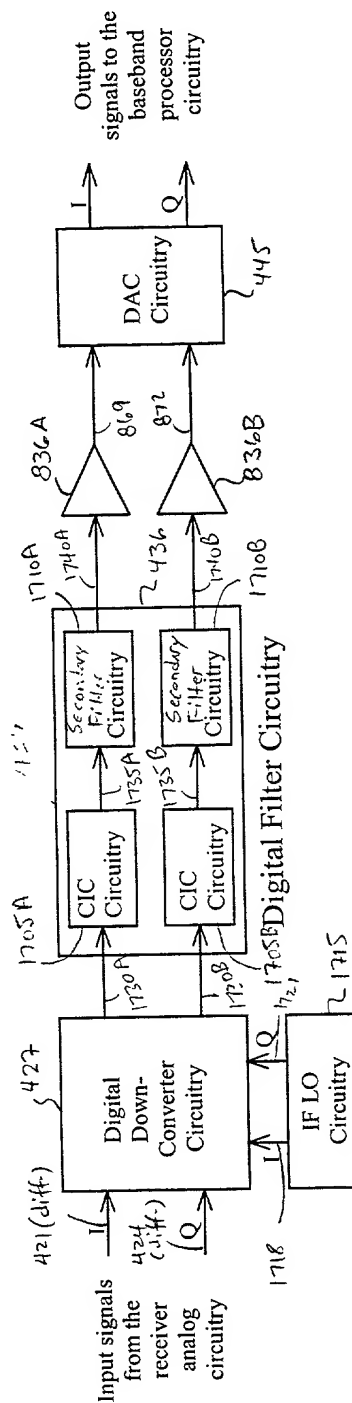 Input signals
from the
receiver
analog
circuitry
421 (diff.)
I
424
(diff.)
Q
427
Digital
Down-
Converter
Circuitry
1718
I
Q
1721
IF LO
Circuitry
1715
1730A
1730B
1705A
CIC
Circuitry
1705B
CIC
Circuitry
1735A
1735B
1710A
Secondary
Filter
Circuitry
1710B
Secondary
Filter
Circuitry
Digital Filter Circuitry
436
1740A
1740B
836A
836B
869
872
DAC
Circuitry
445
I
Q
Output
signals to the
baseband
processor
circuitry